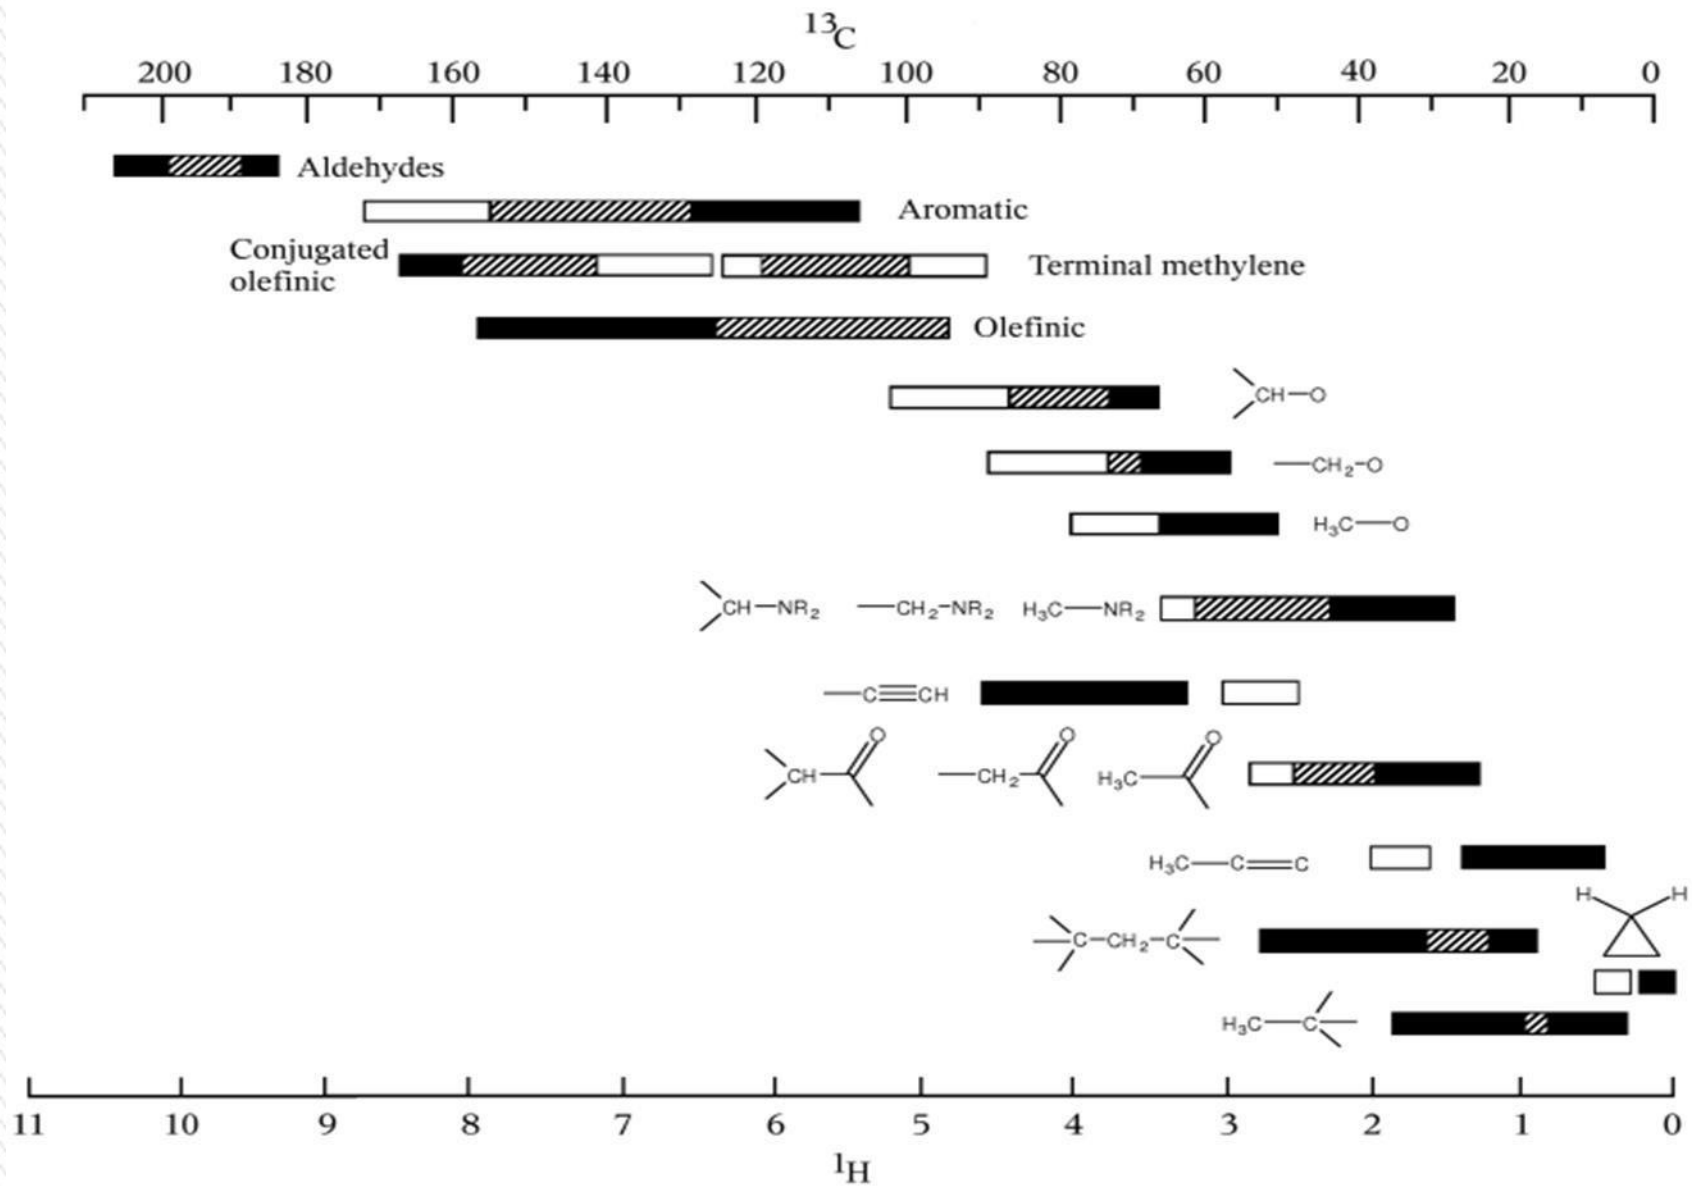 13C
200 180 160 140 120 100 80 60 40 20 0
Aldehydes
Aromatic
Conjugated
olefinic
Terminal methylene
Olefinic
CH—O
—CH2–O
H3C—O
CH—NR2 —CH2–NR2 H3C—NR2
—C≡CH
O O O
CH —CH2 H3C
H3C—C=C
H H
C–CH2–C
H3C—C
11 10 9 8 7 6 5 4 3 2 1 0
1H